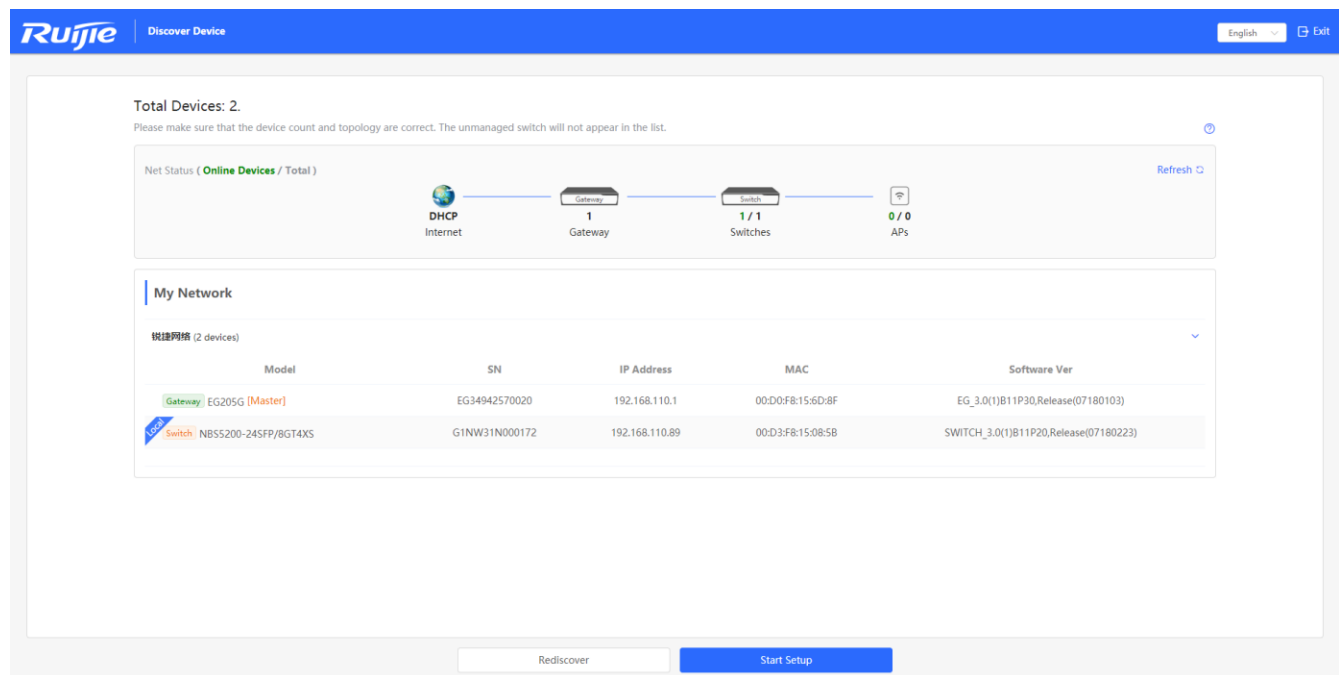 Ruijie Discover Device English Exit
Total Devices: 2.
Please make sure that the device count and topology are correct. The unmanaged switch will not appear in the list.
Net Status ( Online Devices / Total ) Refresh
Gateway Switch
DHCP 1 1 / 1 0 / 0
Internet Gateway Switches APs
My Network
锐捷网络 (2 devices)
Model SN IP Address MAC Software Ver
Gateway EG205G [Master] EG34942570020 192.168.110.1 00:D0:F8:15:6D:8F EG_3.0(1)B11P30,Release(07180103)
Local Switch NBS5200-24SFP/8GT4XS G1NW31N000172 192.168.110.89 00:D3:F8:15:08:5B SWITCH_3.0(1)B11P20,Release(07180223)
Rediscover Start Setup